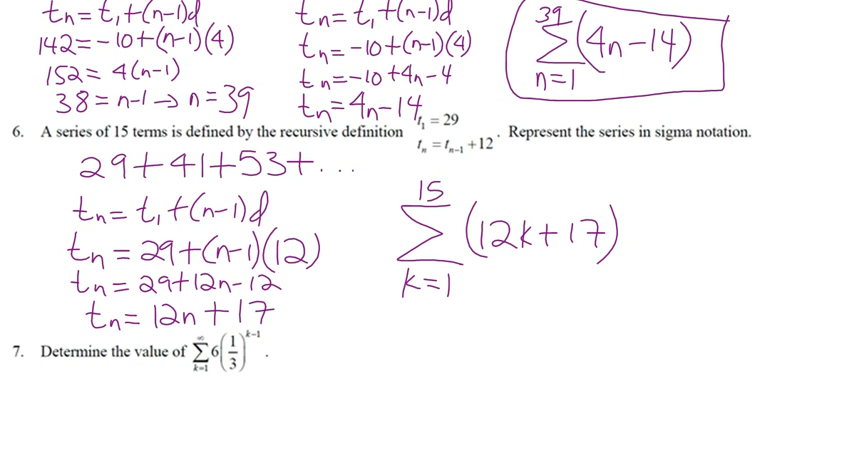 tn = t1 + (n-1)d
142 = -10 + (n-1)(4)
152 = 4(n-1)
38 = n-1 → n = 39
tn = t1 + (n-1)d
tn = -10 + (n-1)(4)
tn = -10 + 4n - 4
tn = 4n - 14
39
∑ (4n - 14)
n = 1
6. A series of 15 terms is defined by the recursive definition t1 = 29 tn = tn-1 + 12 . Represent the series in sigma notation.
29 + 41 + 53 + ...
tn = t1 + (n-1)d
tn = 29 + (n-1)(12)
tn = 29 + 12n - 12
tn = 12n + 17
15
∑ (12k + 17)
k = 1
7. Determine the value of ∞∑k=1 6(1/3)^k-1 .